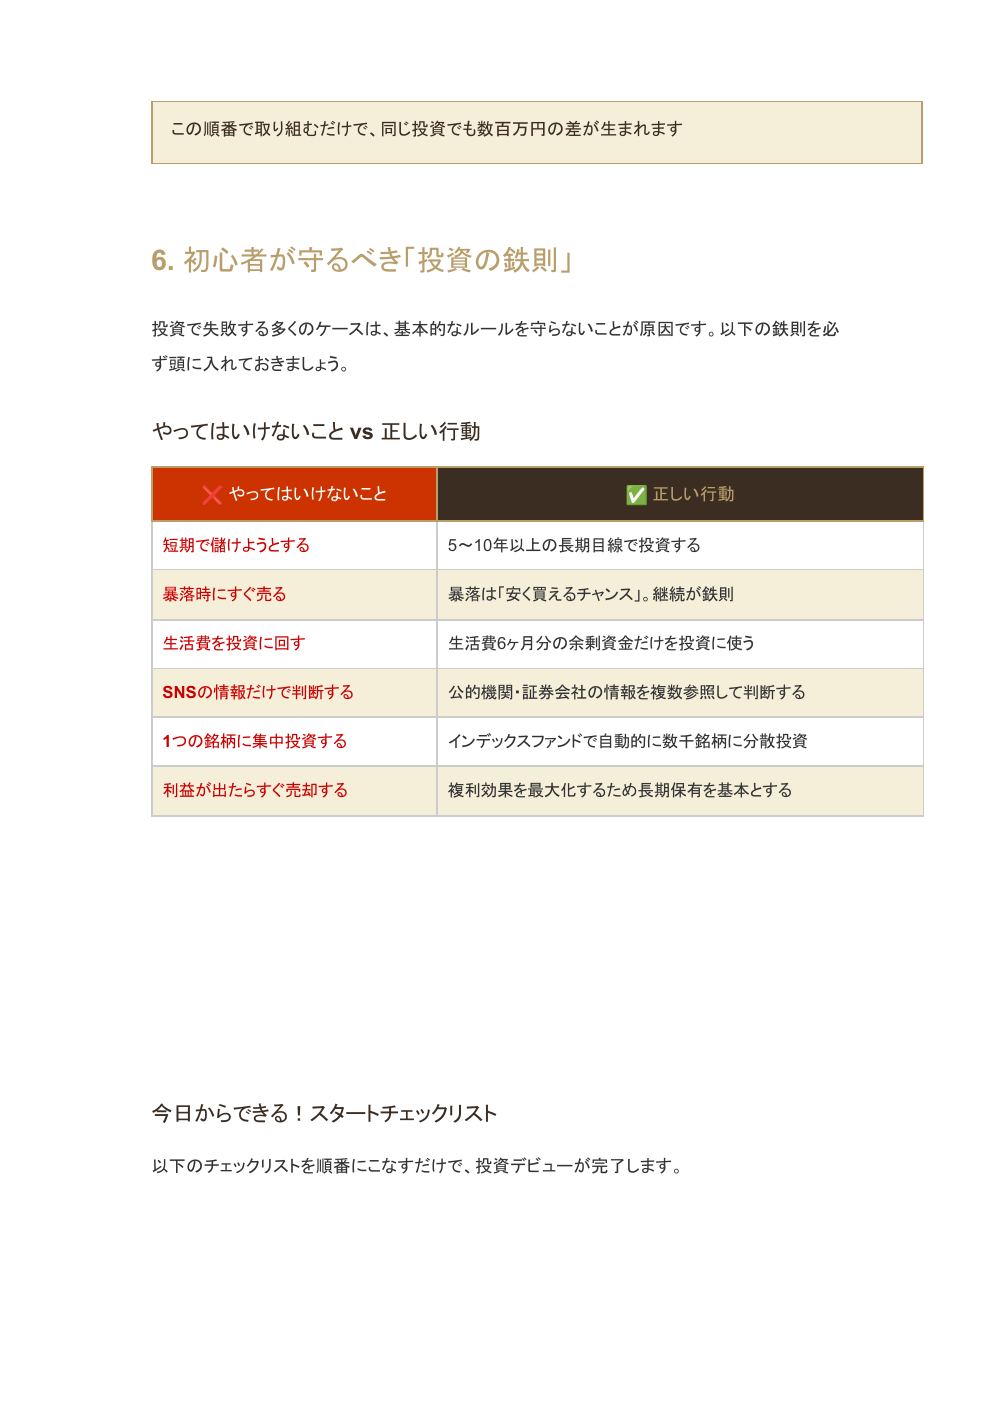 この順番で取り組むだけで、同じ投資でも数百万円の差が生まれます
6. 初心者が守るべき「投資の鉄則」
投資で失敗する多くのケースは、基本的なルールを守らないことが原因です。以下の鉄則を必
ず頭に入れておきましょう。
やってはいけないこと vs 正しい行動
❌ やってはいけないこと ✅ 正しい行動
短期で儲けようとする 5〜10年以上の長期目線で投資する
暴落時にすぐ売る 暴落は「安く買えるチャンス」。継続が鉄則
生活費を投資に回す 生活費6ヶ月分の余剰資金だけを投資に使う
SNSの情報だけで判断する 公的機関・証券会社の情報を複数参照して判断する
1つの銘柄に集中投資する インデックスファンドで自動的に数千銘柄に分散投資
利益が出たらすぐ売却する 複利効果を最大化するため長期保有を基本とする
今日からできる！スタートチェックリスト
以下のチェックリストを順番にこなすだけで、投資デビューが完了します。